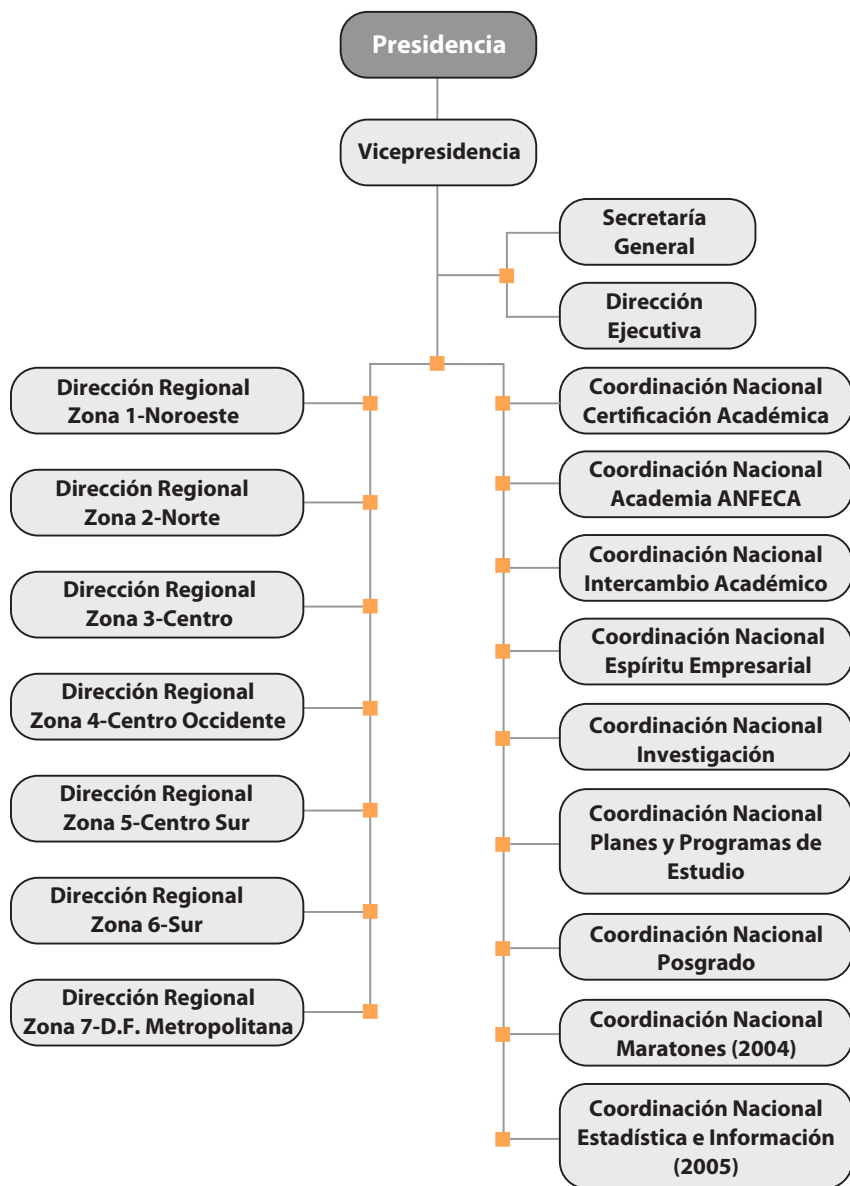 Presidencia
Vicepresidencia
Secretaría
General
Dirección
Ejecutiva
Dirección Regional
Zona 1-Noroeste
Dirección Regional
Zona 2-Norte
Dirección Regional
Zona 3-Centro
Dirección Regional
Zona 4-Centro Occidente
Dirección Regional
Zona 5-Centro Sur
Dirección Regional
Zona 6-Sur
Dirección Regional
Zona 7-D.F. Metropolitana
Coordinación Nacional
Certificación Académica
Coordinación Nacional
Academia ANFECA
Coordinación Nacional
Intercambio Académico
Coordinación Nacional
Espíritu Empresarial
Coordinación Nacional
Investigación
Coordinación Nacional
Planes y Programas de
Estudio
Coordinación Nacional
Posgrado
Coordinación Nacional
Maratones (2004)
Coordinación Nacional
Estadística e Información
(2005)